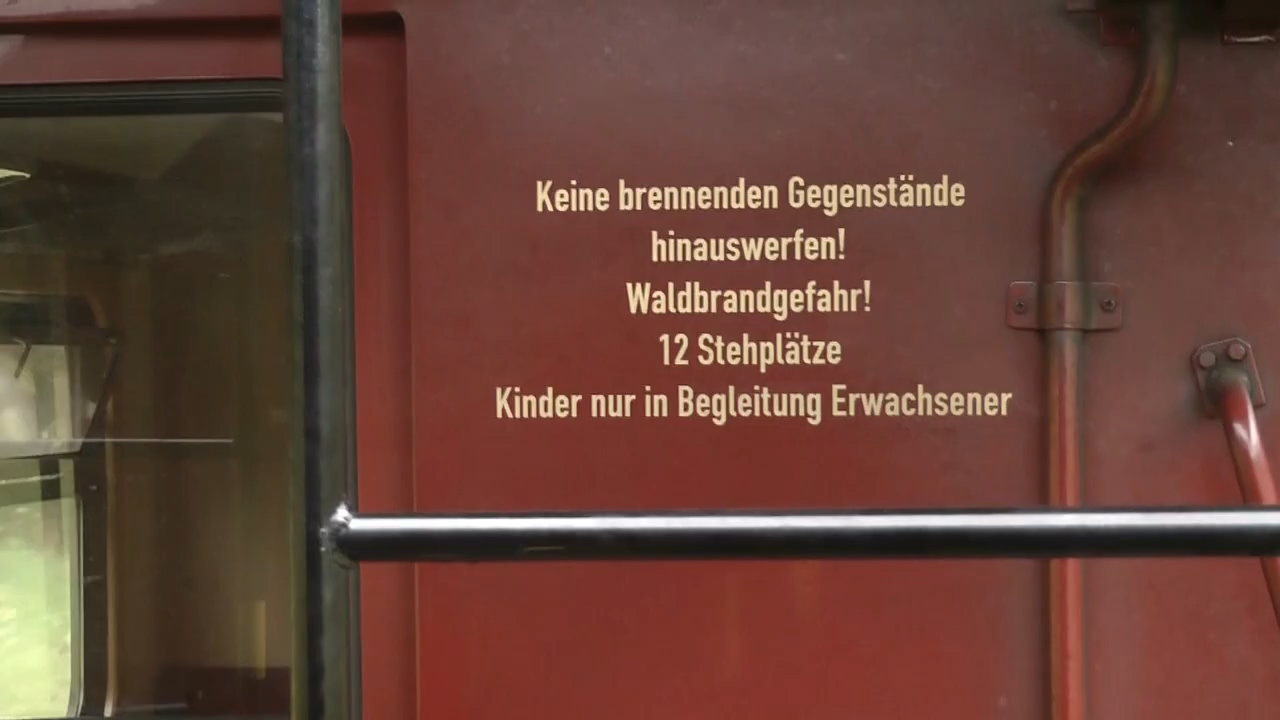 Keine brennenden Gegenstände
hinauswerfen!
Waldbrandgefahr!
12 Stehplätze
Kinder nur in Begleitung Erwachsener